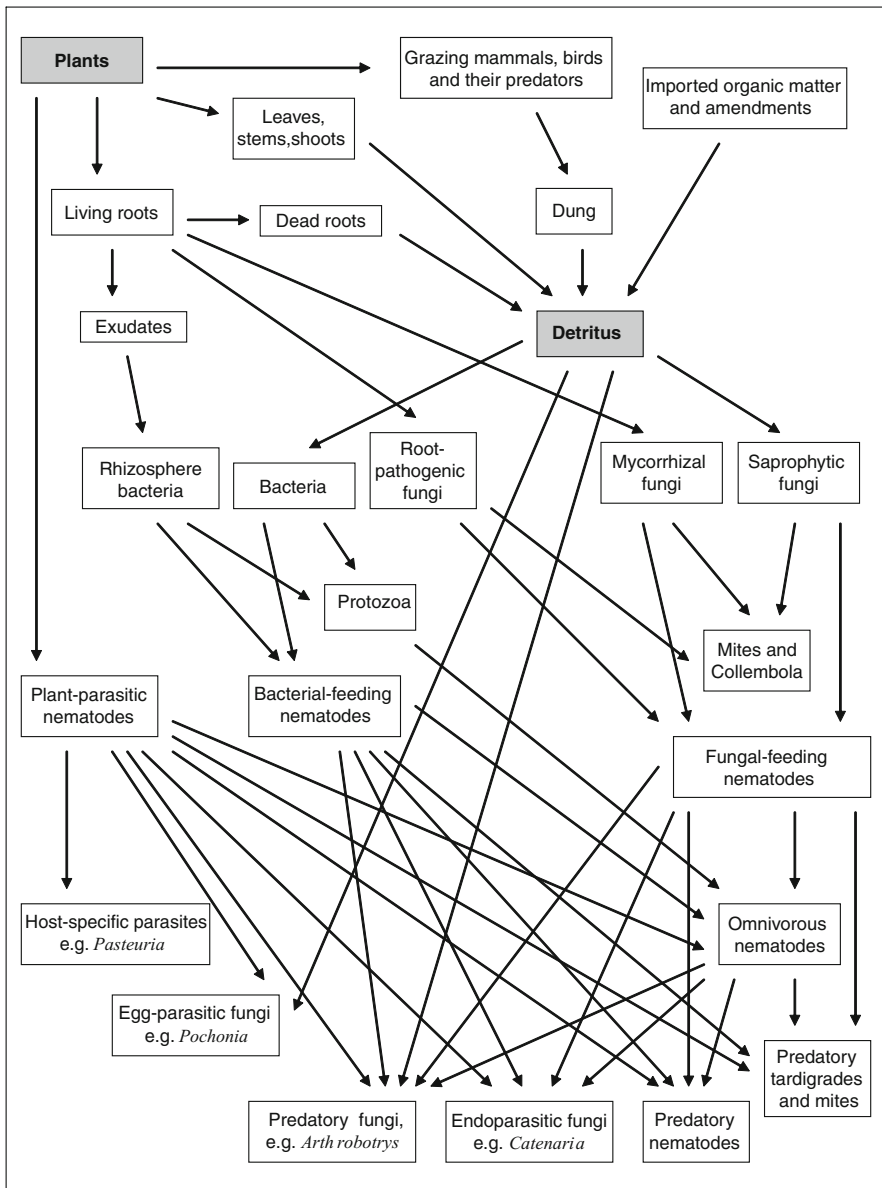 Plants
Grazing mammals, birds
and their predators
Imported organic matter
and amendments
Leaves,
stems,shoots
Living roots
Dead roots
Dung
Exudates
Detritus
Rhizosphere
bacteria
Bacteria
Root-
pathogenic
fungi
Mycorrhizal
fungi
Saprophytic
fungi
Protozoa
Mites and
Collembola
Plant-parasitic
nematodes
Bacterial-feeding
nematodes
Fungal-feeding
nematodes
Host-specific parasites
e.g. Pasteuria
Omnivorous
nematodes
Egg-parasitic fungi
e.g. Pochonia
Predatory
tardigrades
and mites
Predatory fungi,
e.g. Arth robotrys
Endoparasitic fungi
e.g. Catenaria
Predatory
nematodes